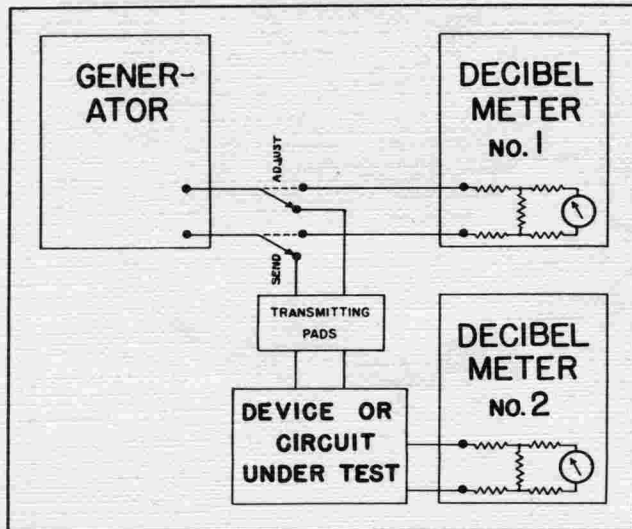 GENER-
ATOR
ADJUST
SEND
DECIBEL
METER
NO. 1
TRANSMITTING
PADS
DEVICE OR
CIRCUIT
UNDER TEST
DECIBEL
METER
NO. 2